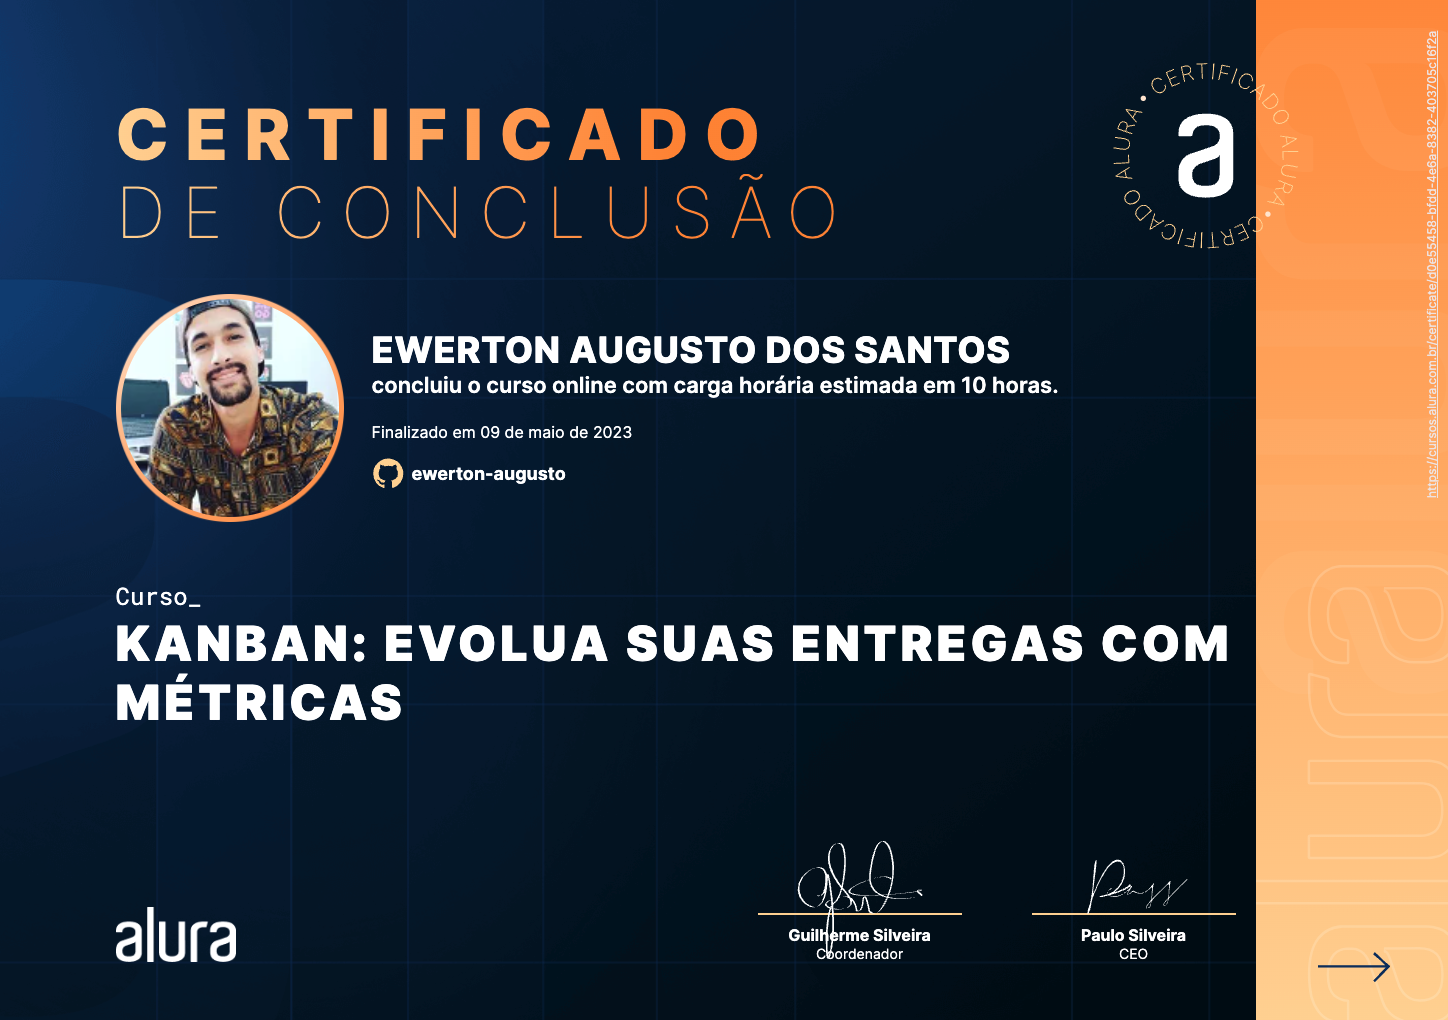 CERTIFICADO
DE CONCLUSÃO
CERTIFICADO ALURA • CERTIFICADO ALURA •
a
EWERTON AUGUSTO DOS SANTOS
concluiu o curso online com carga horária estimada em 10 horas.
Finalizado em 09 de maio de 2023
ewerton-augusto
Curso_
KANBAN: EVOLUA SUAS ENTREGAS COM
MÉTRICAS
alura
Guilherme Silveira
Coordenador
Paulo Silveira
CEO
https://cursos.alura.com.br/certificate/d0e55458-bfdd-4e6a-8382-403705c16f2a
alura